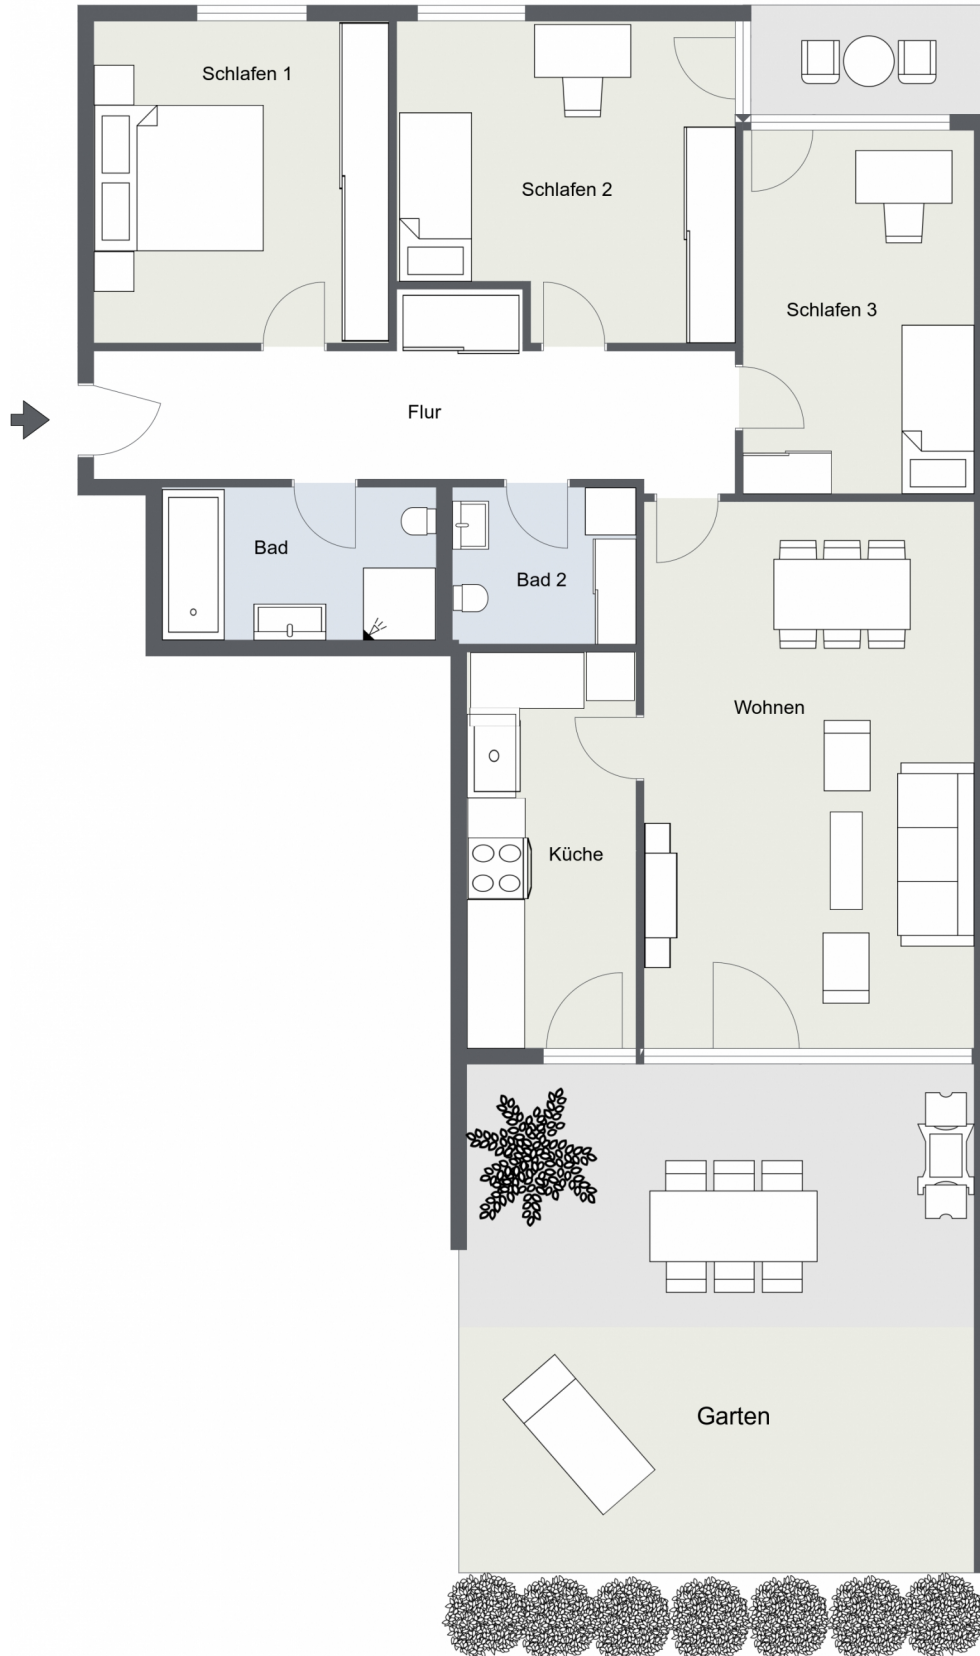 Schlafen 1
Schlafen 2
Schlafen 3
Flur
Bad
Bad 2
Wohnen
Küche
Garten